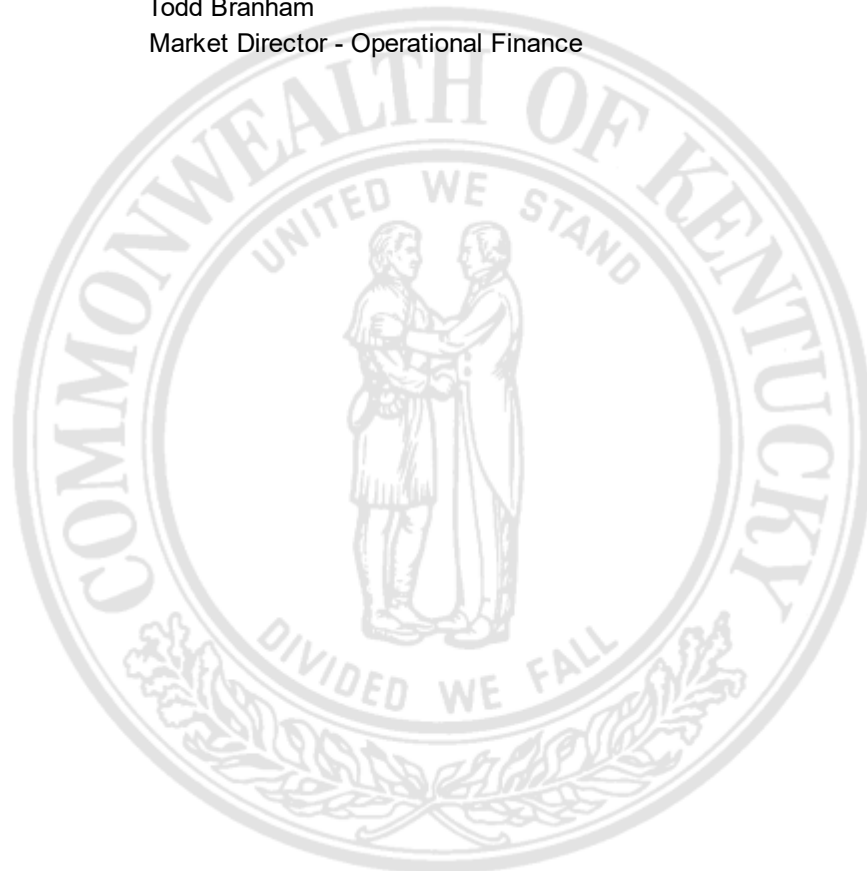 Todd Branham
Market Director - Operational Finance
COMMONWEALTH OF KENTUCKY
UNITED WE STAND
DIVIDED WE FALL